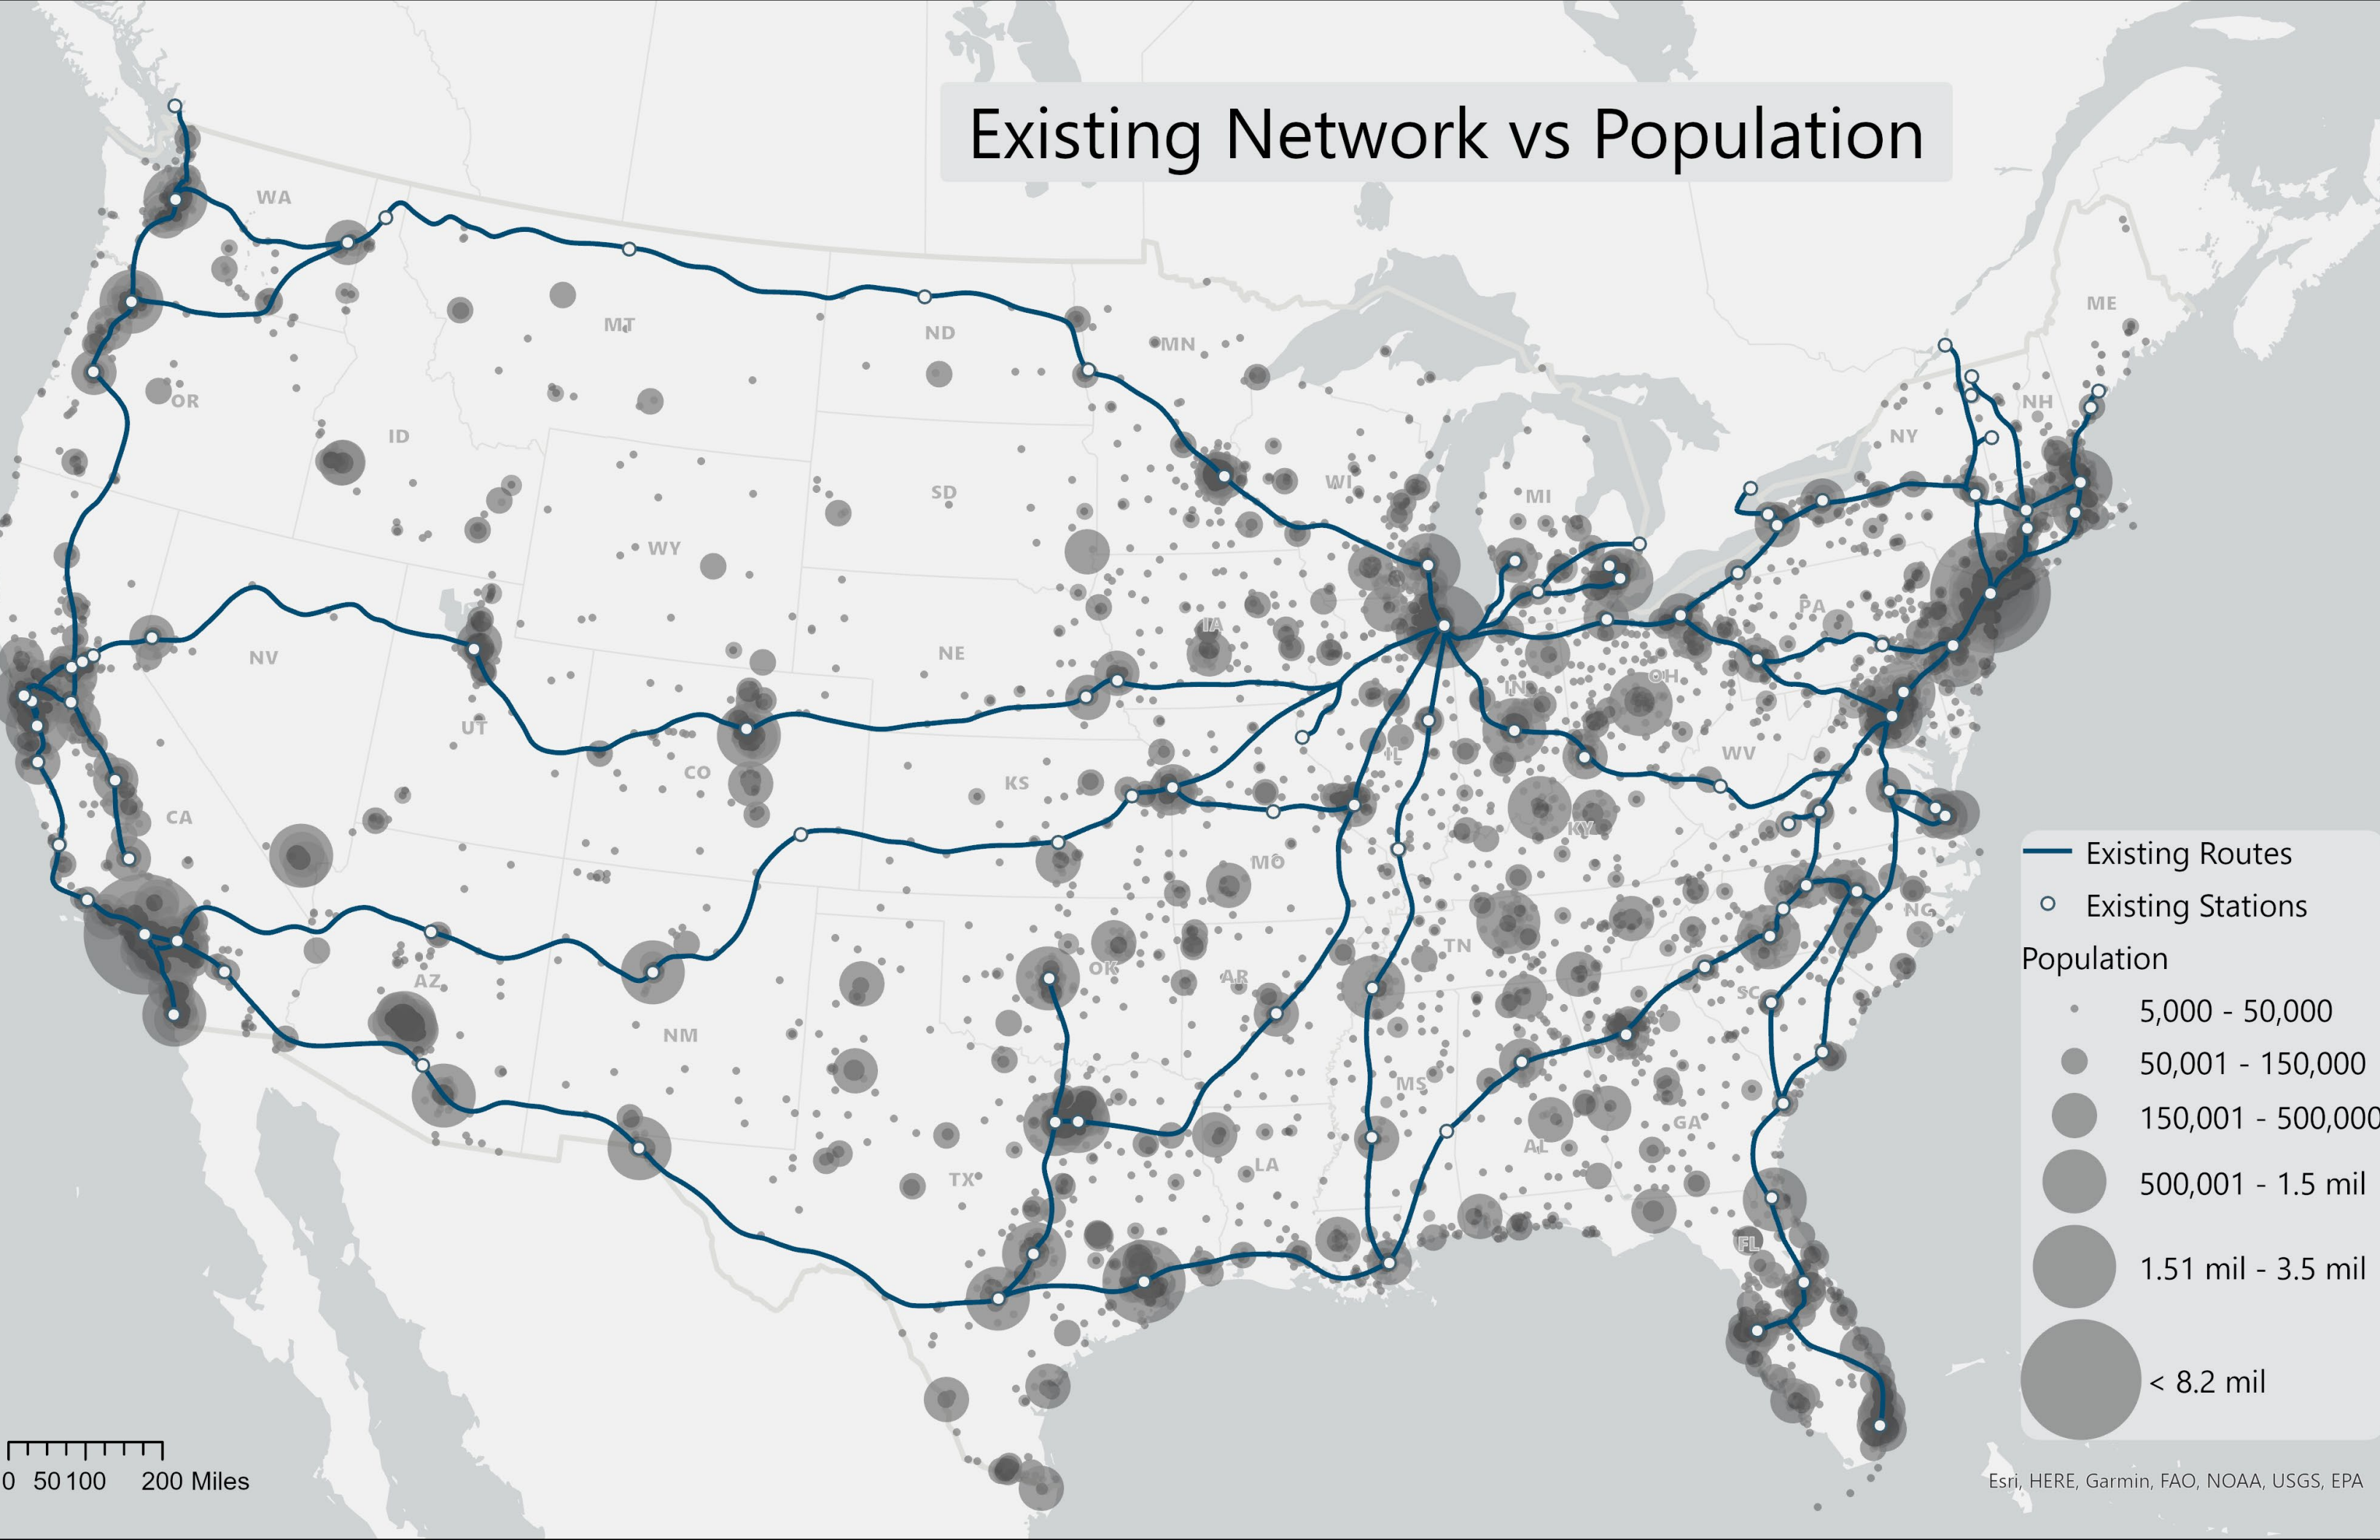 Existing Network vs Population
WA
MT
ND
MN
ME
OR
ID
NH
NY
SD
WI
MI
WY
IA
PA
NV
NE
OH
IN
UT
WV
CO
KS
IL
CA
MO
KY
NC
TN
OK
AR
AZ
SC
NM
MS
GA
AL
LA
TX
FL
Existing Routes
Existing Stations
Population
5,000 - 50,000
50,001 - 150,000
150,001 - 500,000
500,001 - 1.5 mil
1.51 mil - 3.5 mil
< 8.2 mil
0 50 100 200 Miles
Esri, HERE, Garmin, FAO, NOAA, USGS, EPA